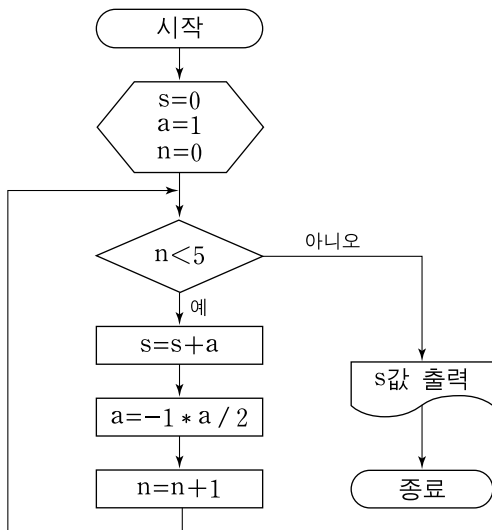 시작
s=0
a=1
n=0
n<5
아니오
예
s=s+a
s값 출력
a=-1*a/2
n=n+1
종료